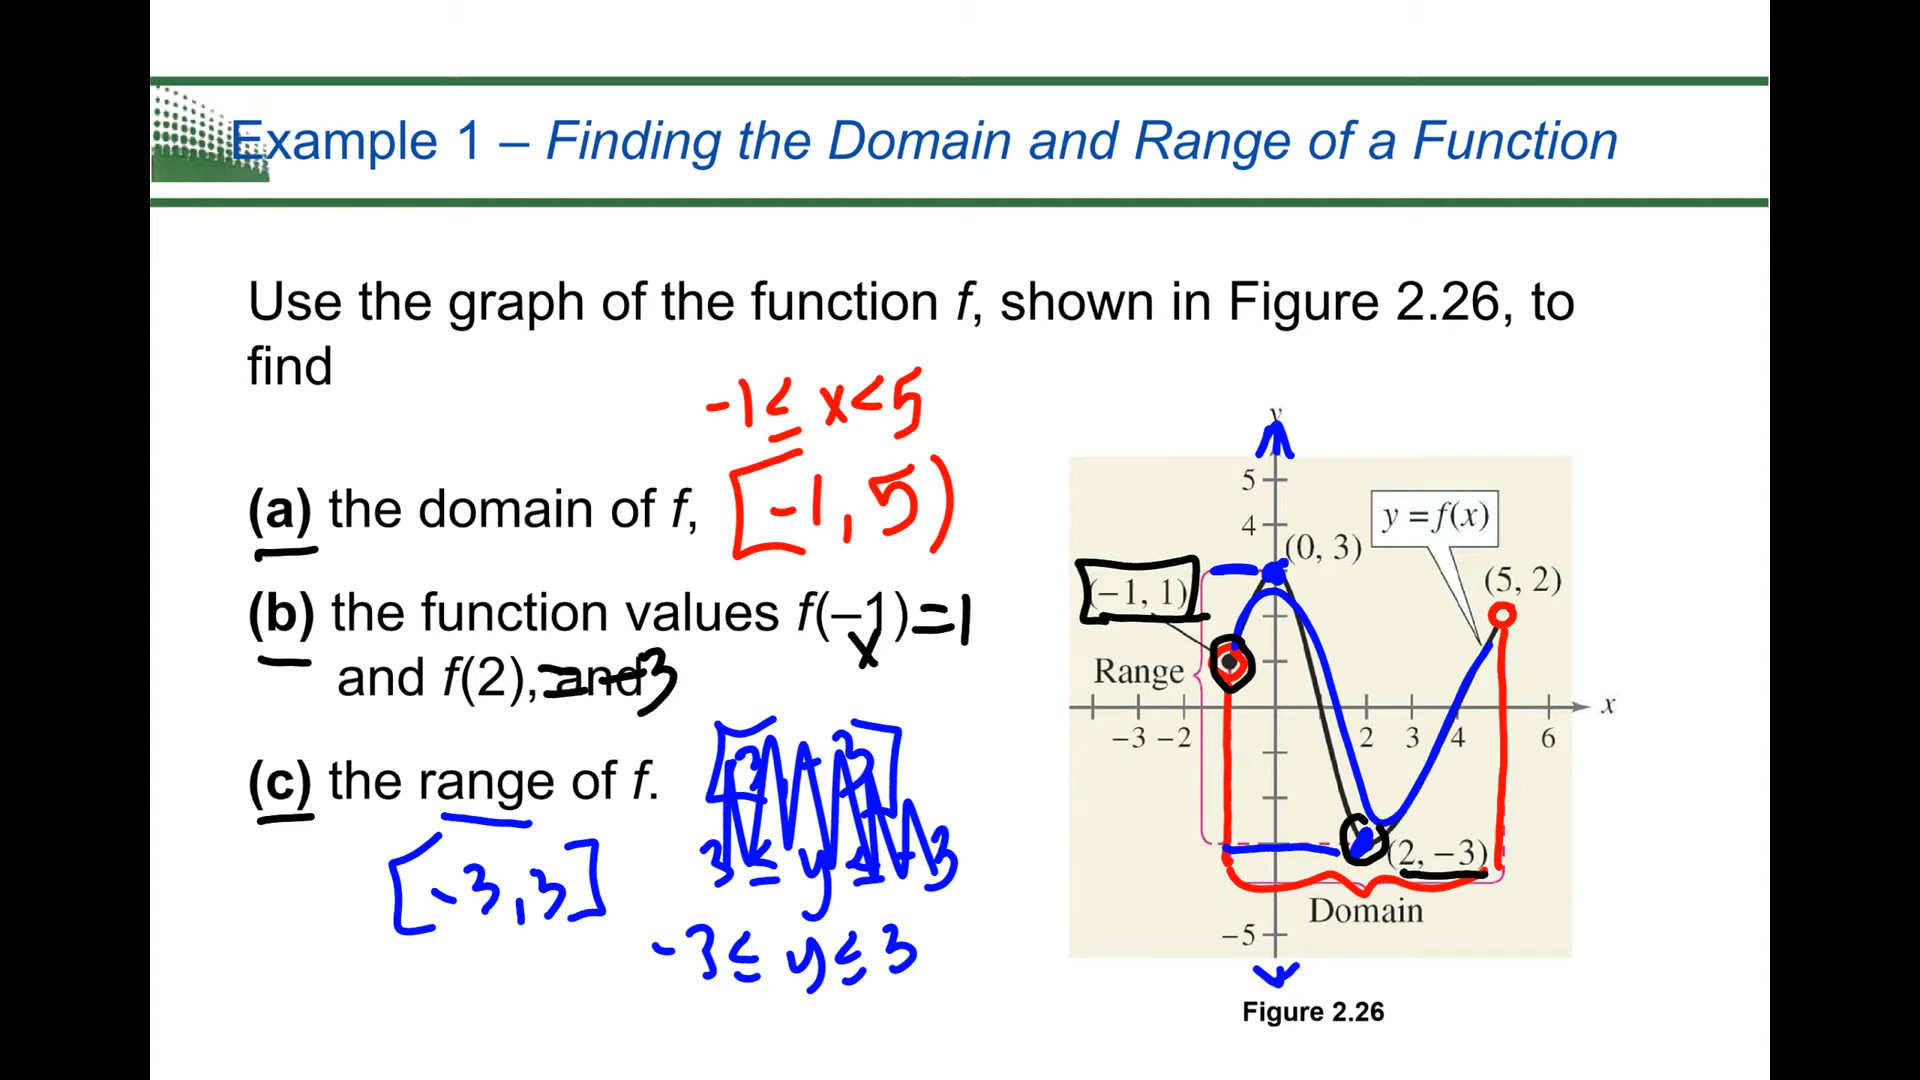 Example 1 – Finding the Domain and Range of a Function
Use the graph of the function f, shown in Figure 2.26, to
find
-1 ≤ x < 5
(a) the domain of f, [-1, 5)
(b) the function values f(–1) = 1
x
and f(2), and = -3
(c) the range of f.
[-3, 3]
3 ≤ y ≤ 3
-3 ≤ y ≤ 3
y
5
4
y = f(x)
(0, 3)
(5, 2)
(−1, 1)
Range
x
−3 −2 2 3 4 6
(2, −3)
Domain
−5
Figure 2.26